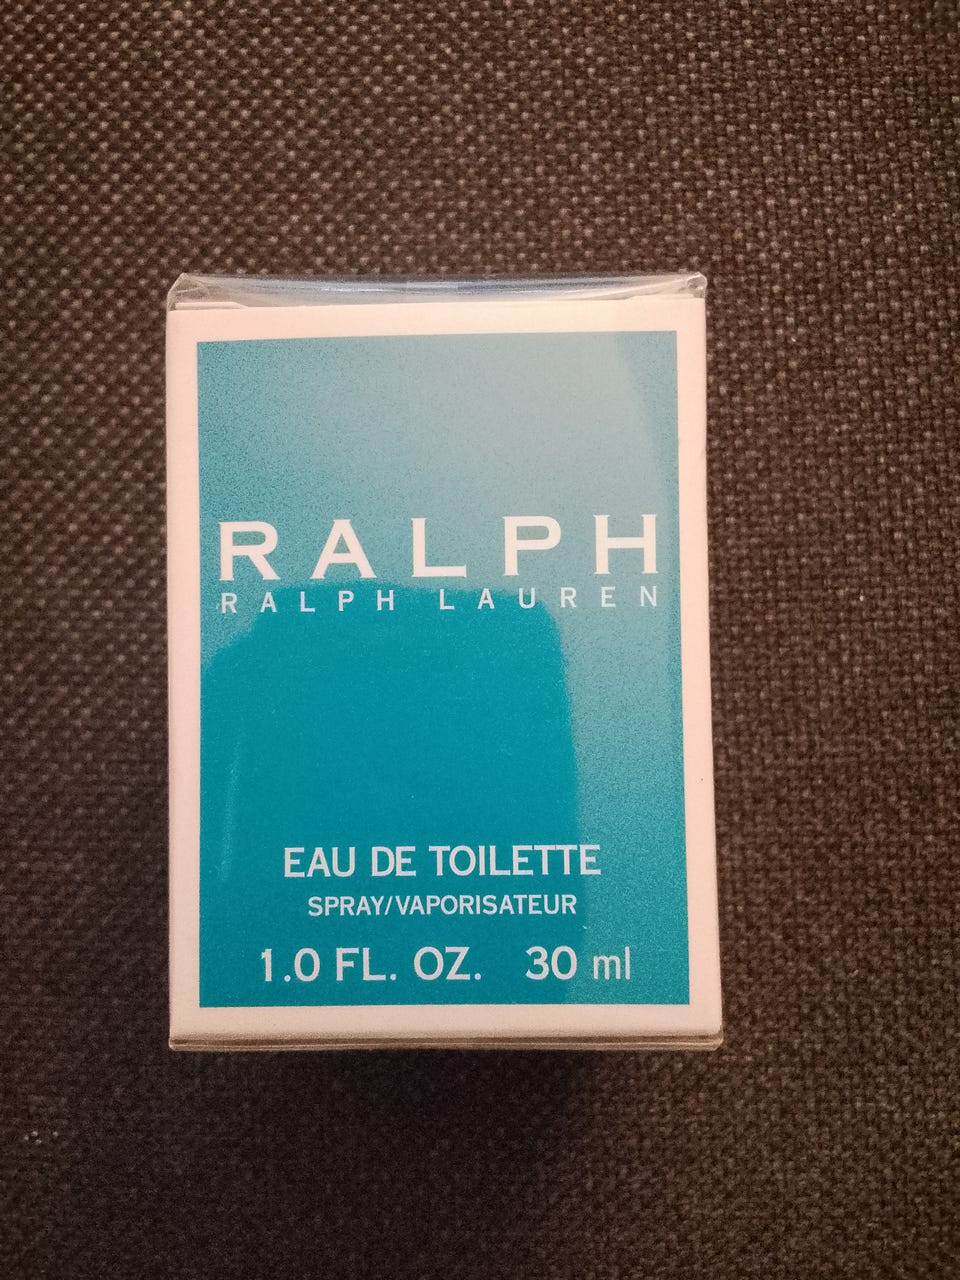 RALPH
RALPH LAUREN
EAU DE TOILETTE
SPRAY/VAPORISATEUR
1.0 FL. OZ. 30 ml